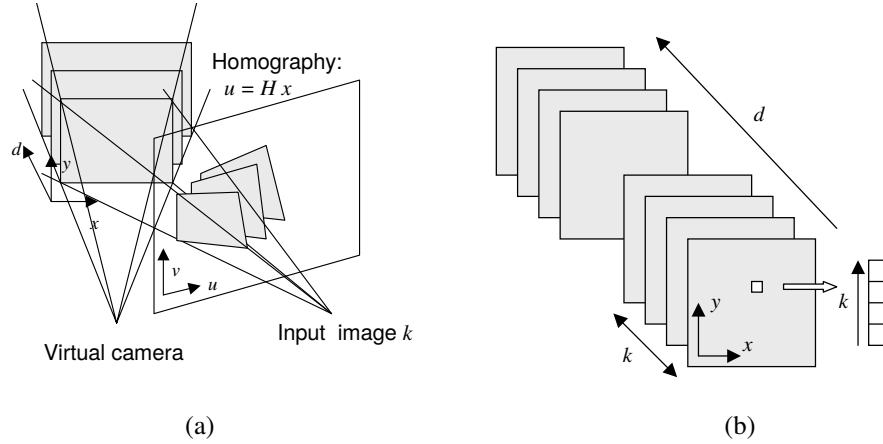 Homography:
u = H x
d
y
x
v
u
Virtual camera
Input image k
(a)
d
y
x
k
k
(b)